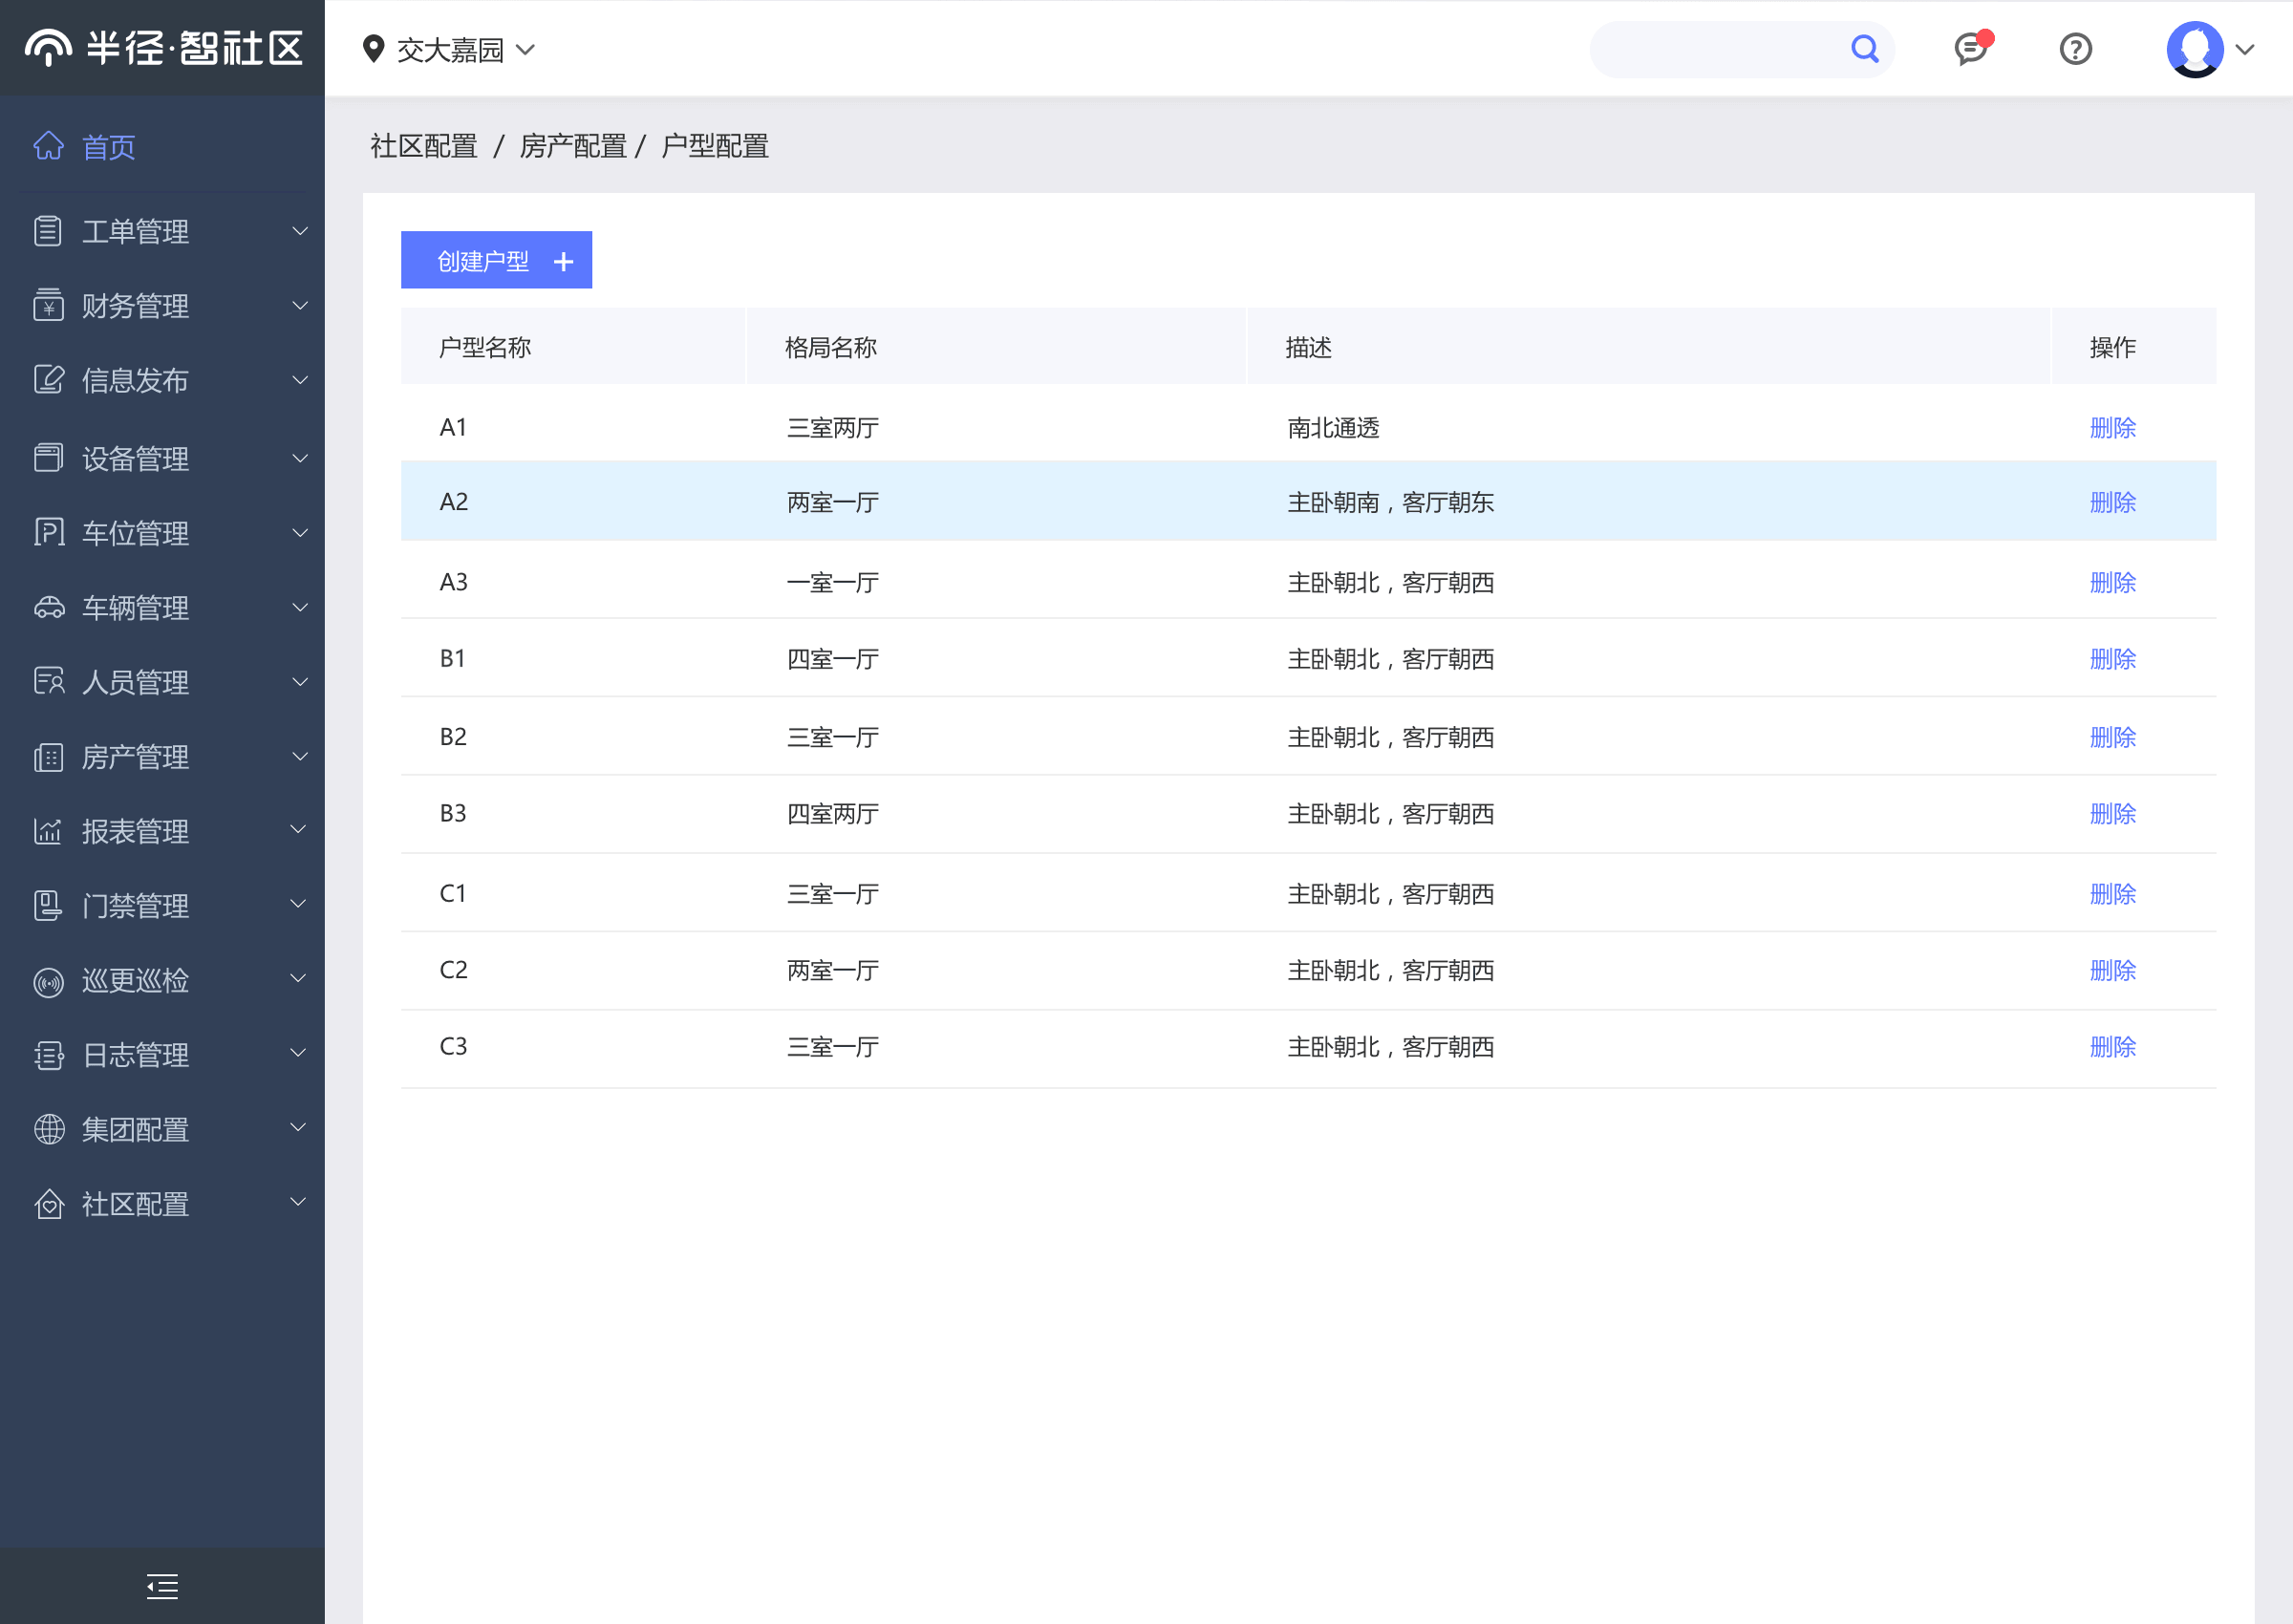 半径·智社区
交大嘉园
首页
工单管理
财务管理
信息发布
设备管理
车位管理
车辆管理
人员管理
房产管理
报表管理
门禁管理
巡更巡检
日志管理
集团配置
社区配置
社区配置 / 房产配置 / 户型配置
创建户型 +
户型名称 格局名称 描述 操作
A1 三室两厅 南北通透 删除
A2 两室一厅 主卧朝南，客厅朝东 删除
A3 一室一厅 主卧朝北，客厅朝西 删除
B1 四室一厅 主卧朝北，客厅朝西 删除
B2 三室一厅 主卧朝北，客厅朝西 删除
B3 四室两厅 主卧朝北，客厅朝西 删除
C1 三室一厅 主卧朝北，客厅朝西 删除
C2 两室一厅 主卧朝北，客厅朝西 删除
C3 三室一厅 主卧朝北，客厅朝西 删除